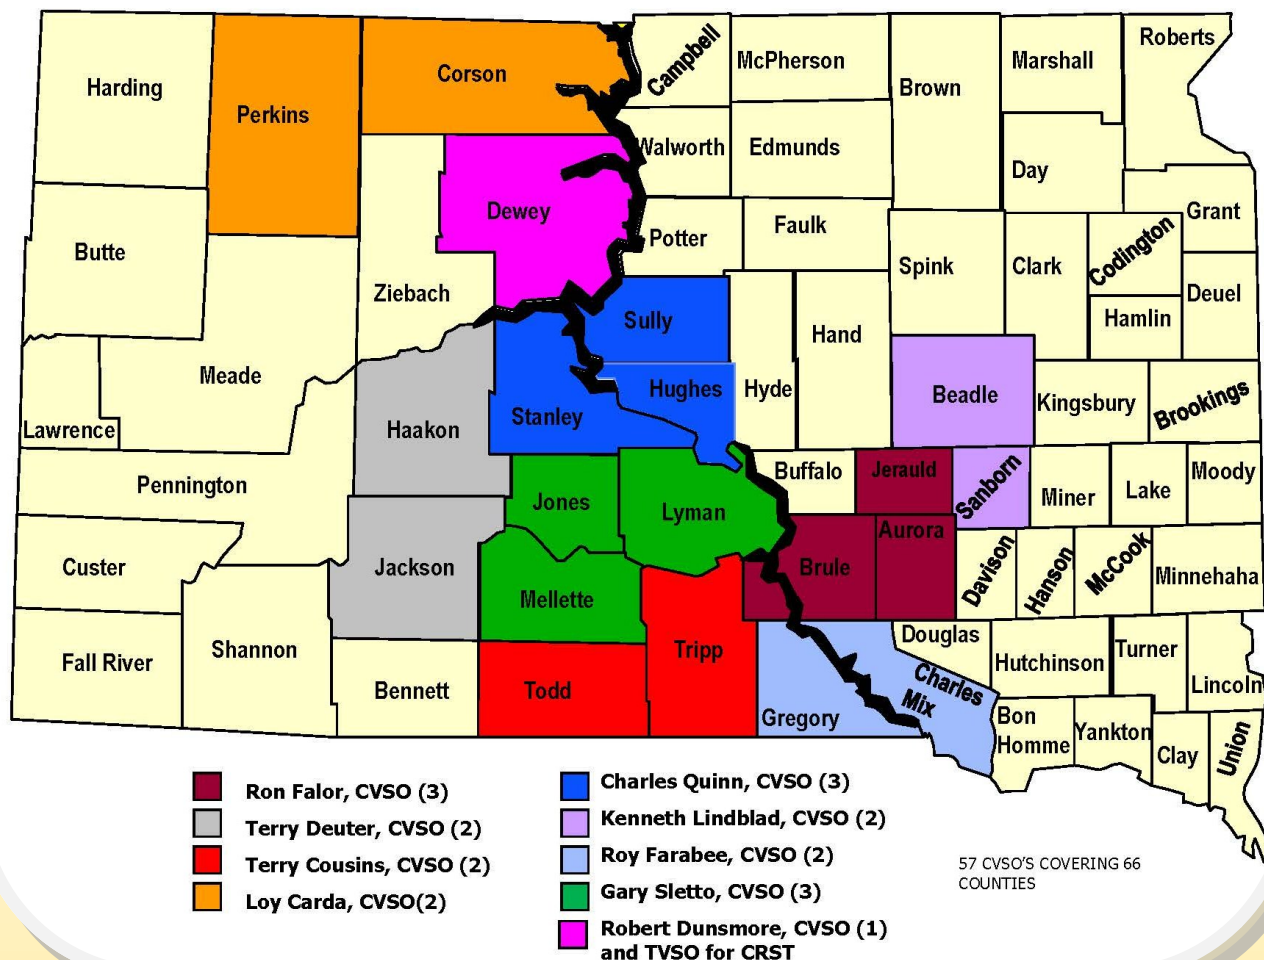 Harding
Perkins
Corson
Campbell
McPherson
Brown
Marshall
Roberts
Walworth
Edmunds
Day
Dewey
Butte
Ziebach
Potter
Faulk
Spink
Clark
Codington
Grant
Deuel
Hamlin
Sully
Hand
Meade
Hughes
Hyde
Beadle
Kingsbury
Brookings
Lawrence
Haakon
Stanley
Pennington
Jones
Lyman
Buffalo
Jerauld
Sanborn
Miner
Lake
Moody
Custer
Jackson
Mellette
Brule
Aurora
Davison
Hanson
McCook
Minnehaha
Fall River
Shannon
Bennett
Todd
Tripp
Gregory
Charles
Mix
Douglas
Hutchinson
Turner
Lincoln
Bon
Homme
Yankton
Clay
Union
Ron Falor, CVSO (3)
Terry Deuter, CVSO (2)
Terry Cousins, CVSO (2)
Loy Carda, CVSO(2)
Charles Quinn, CVSO (3)
Kenneth Lindblad, CVSO (2)
Roy Farabee, CVSO (2)
Gary Sletto, CVSO (3)
Robert Dunsmore, CVSO (1)
and TVSO for CRST
57 CVSO'S COVERING 66
COUNTIES